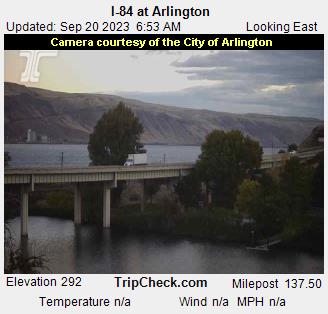 I-84 at Arlington
Updated: Sep 20 2023 6:53 AM Looking East
Camera courtesy of the City of Arlington
Elevation 292 TripCheck.com Milepost 137.50
Temperature n/a Wind n/a MPH n/a